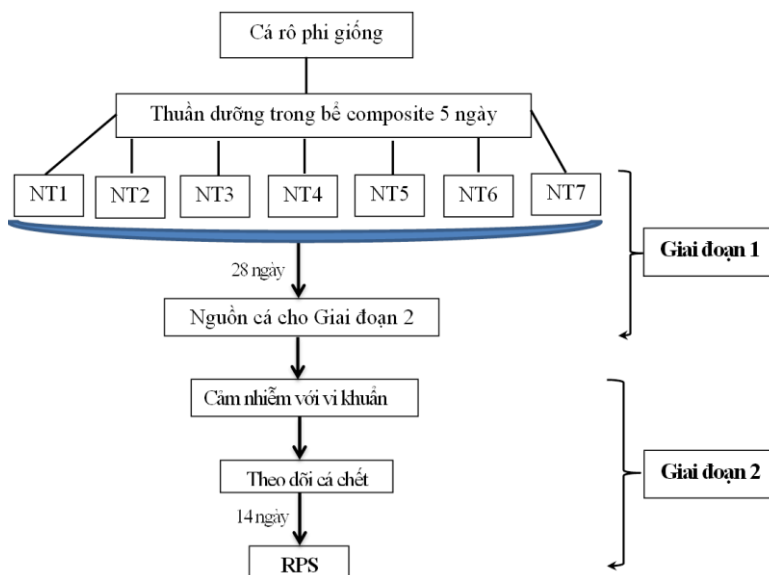 Cá rô phi giống
Thuần dưỡng trong bể composite 5 ngày
NT1
NT2
NT3
NT4
NT5
NT6
NT7
Giai đoạn 1
28 ngày
Nguồn cá cho Giai đoạn 2
Cảm nhiễm với vi khuẩn
Theo dõi cá chết
Giai đoạn 2
14 ngày
RPS